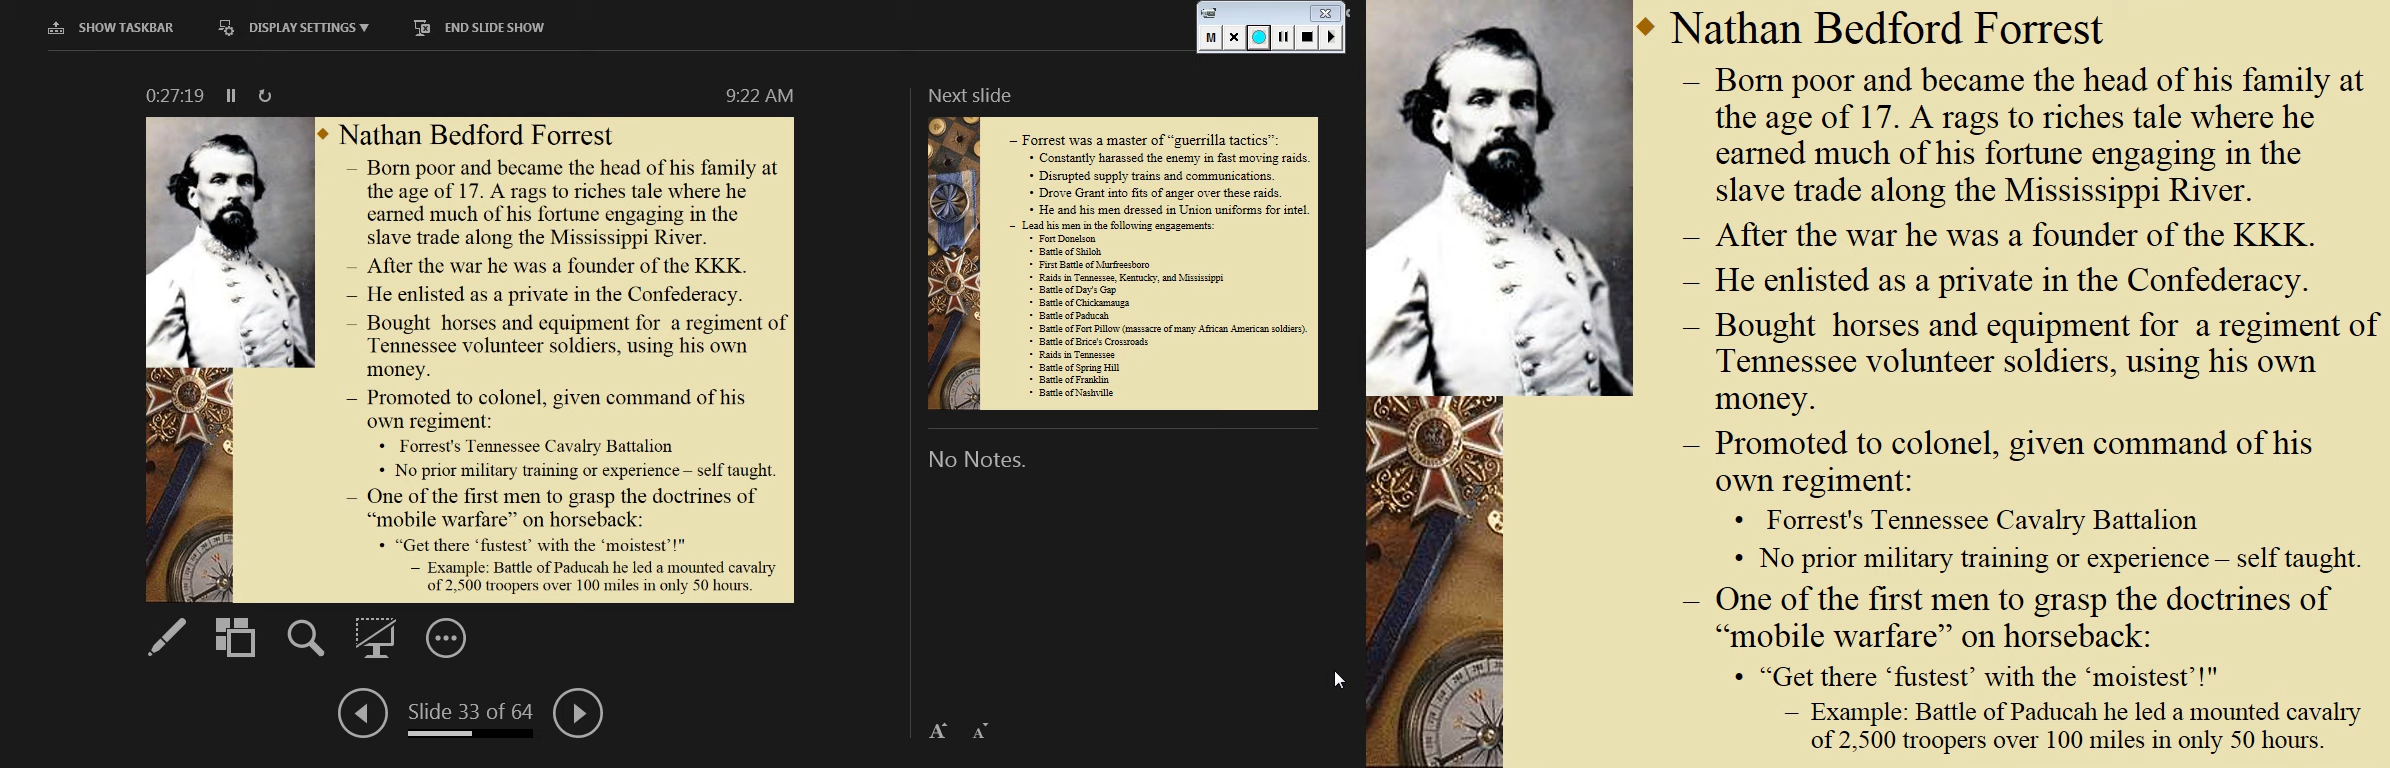 SHOW TASKBAR
DISPLAY SETTINGS ▼
END SLIDE SHOW
M
0:27:19
9:22 AM
◆ Nathan Bedford Forrest
– Born poor and became the head of his family at
the age of 17. A rags to riches tale where he
earned much of his fortune engaging in the
slave trade along the Mississippi River.
– After the war he was a founder of the KKK.
– He enlisted as a private in the Confederacy.
– Bought  horses and equipment for  a regiment of
Tennessee volunteer soldiers, using his own
money.
– Promoted to colonel, given command of his
own regiment:
• Forrest's Tennessee Cavalry Battalion
• No prior military training or experience – self taught.
– One of the first men to grasp the doctrines of
“mobile warfare” on horseback:
• “Get there ‘fustest’ with the ‘moistest’!"
– Example: Battle of Paducah he led a mounted cavalry
of 2,500 troopers over 100 miles in only 50 hours.
Slide 33 of 64
Next slide
– Forrest was a master of “guerrilla tactics”:
• Constantly harassed the enemy in fast moving raids.
• Disrupted supply trains and communications.
• Drove Grant into fits of anger over these raids.
• He and his men dressed in Union uniforms for intel.
– Lead his men in the following engagements:
• Fort Donelson
• Battle of Shiloh
• First Battle of Murfreesboro
• Raids in Tennessee, Kentucky, and Mississippi
• Battle of Day's Gap
• Battle of Chickamauga
• Battle of Paducah
• Battle of Fort Pillow (massacre of many African American soldiers).
• Battle of Brice's Crossroads
• Raids in Tennessee
• Battle of Spring Hill
• Battle of Franklin
• Battle of Nashville
No Notes.
A A
◆ Nathan Bedford Forrest
– Born poor and became the head of his family at
the age of 17. A rags to riches tale where he
earned much of his fortune engaging in the
slave trade along the Mississippi River.
– After the war he was a founder of the KKK.
– He enlisted as a private in the Confederacy.
– Bought  horses and equipment for  a regiment of
Tennessee volunteer soldiers, using his own
money.
– Promoted to colonel, given command of his
own regiment:
• Forrest's Tennessee Cavalry Battalion
• No prior military training or experience – self taught.
– One of the first men to grasp the doctrines of
“mobile warfare” on horseback:
• “Get there ‘fustest’ with the ‘moistest’!"
– Example: Battle of Paducah he led a mounted cavalry
of 2,500 troopers over 100 miles in only 50 hours.